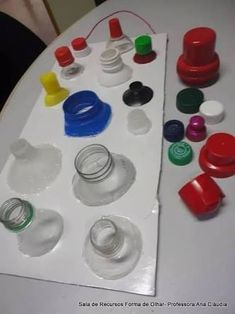 Sala de Recursos Forma de Olhar- Professora Ana Cláudia